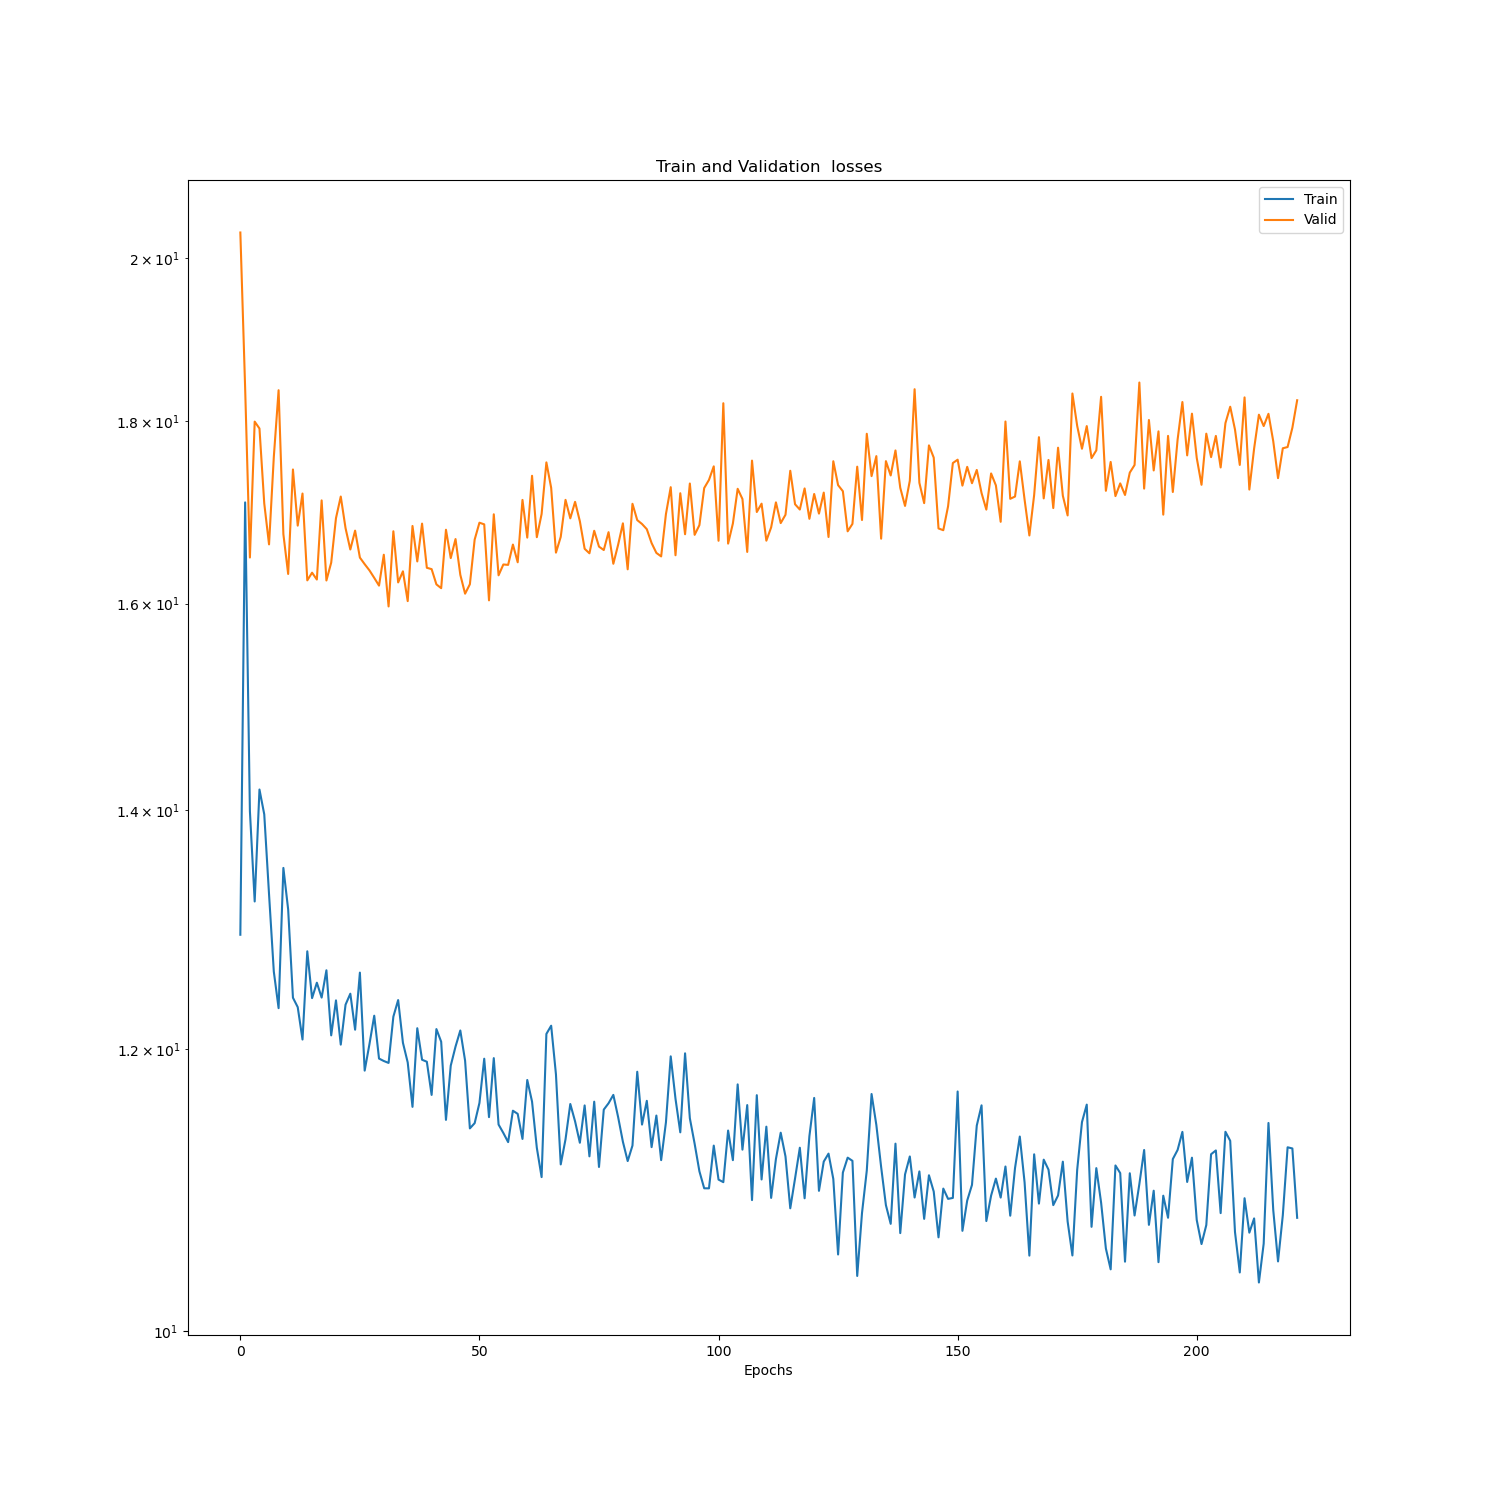 Train and Validation  losses
Train
Valid
2 × 10¹
1.8 × 10¹
1.6 × 10¹
1.4 × 10¹
1.2 × 10¹
10¹
0 50 100 150 200
Epochs